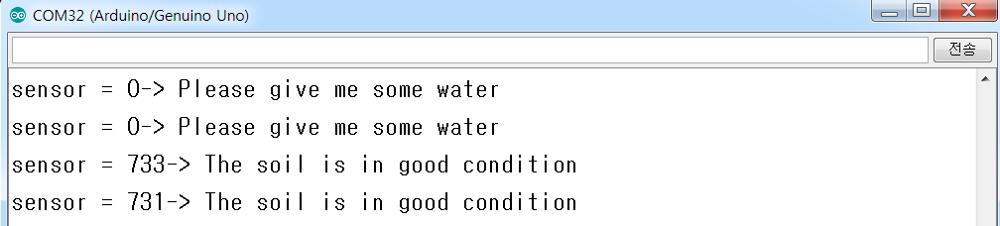 COM32 (Arduino/Genuino Uno)
전송
sensor = 0-> Please give me some water
sensor = 0-> Please give me some water
sensor = 733-> The soil is in good condition
sensor = 731-> The soil is in good condition